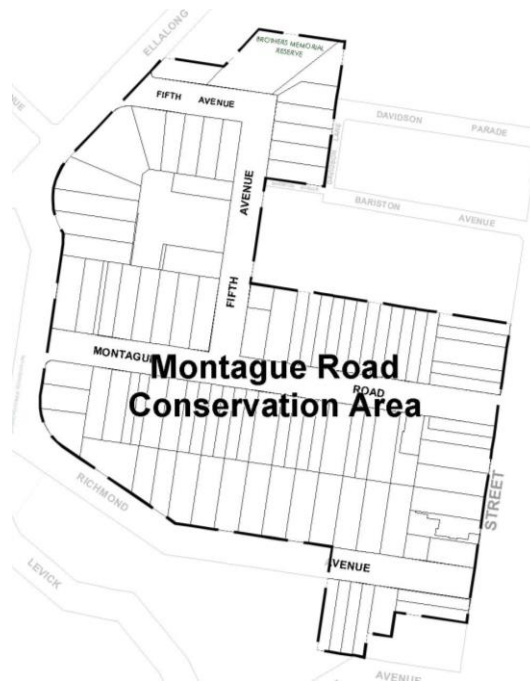 ELLALONG
BROTHERS MEMORIAL
RESERVE
FIFTH AVENUE
DAVIDSON PARADE
AVENUE
BARISTON AVENUE
FIFTH
MONTAGUE
ROAD
Montague Road
Conservation Area
RICHMOND
STREET
AVENUE
LEVICK
AVENUE